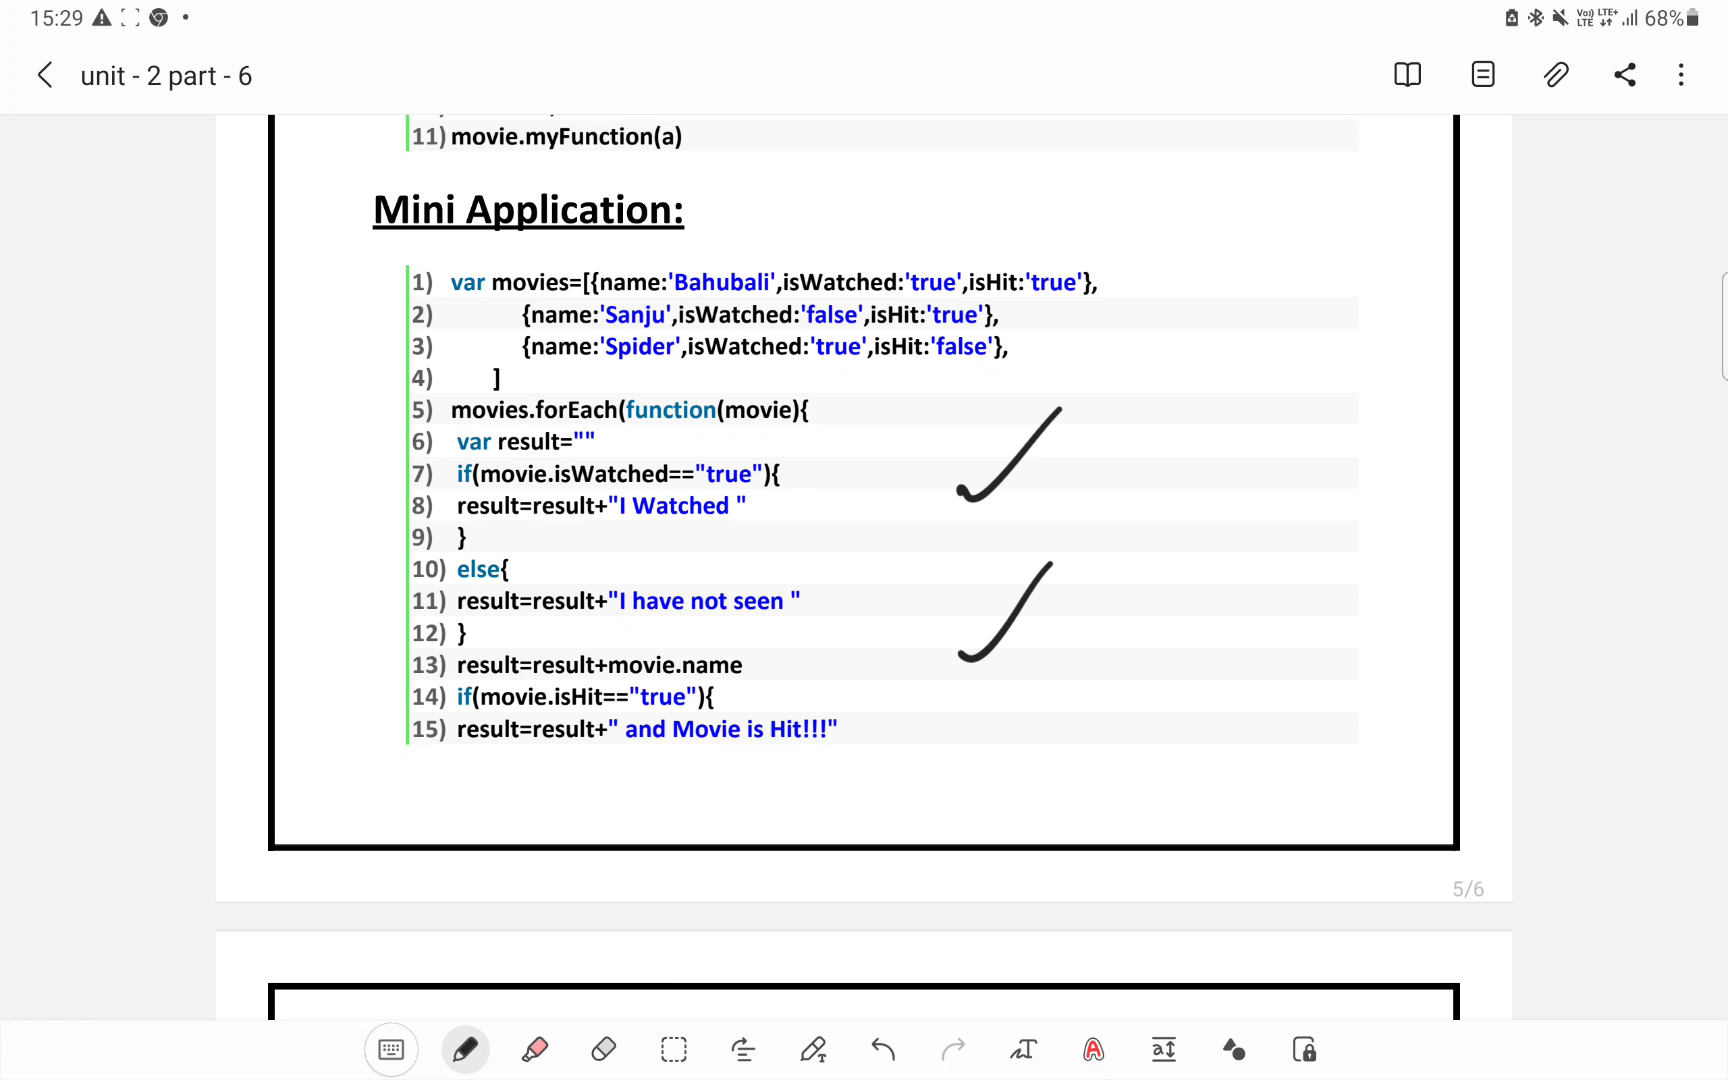 15:29
Vo)) LTE LTE+ 68%
unit - 2 part - 6
11) movie.myFunction(a)
Mini Application:
1) var movies=[{name:'Bahubali',isWatched:'true',isHit:'true'},
2) {name:'Sanju',isWatched:'false',isHit:'true'},
3) {name:'Spider',isWatched:'true',isHit:'false'},
4) ]
5) movies.forEach(function(movie){
6) var result=""
7) if(movie.isWatched=="true"){
8) result=result+"I Watched "
9) }
10) else{
11) result=result+"I have not seen "
12) }
13) result=result+movie.name
14) if(movie.isHit=="true"){
15) result=result+" and Movie is Hit!!!"
5/6